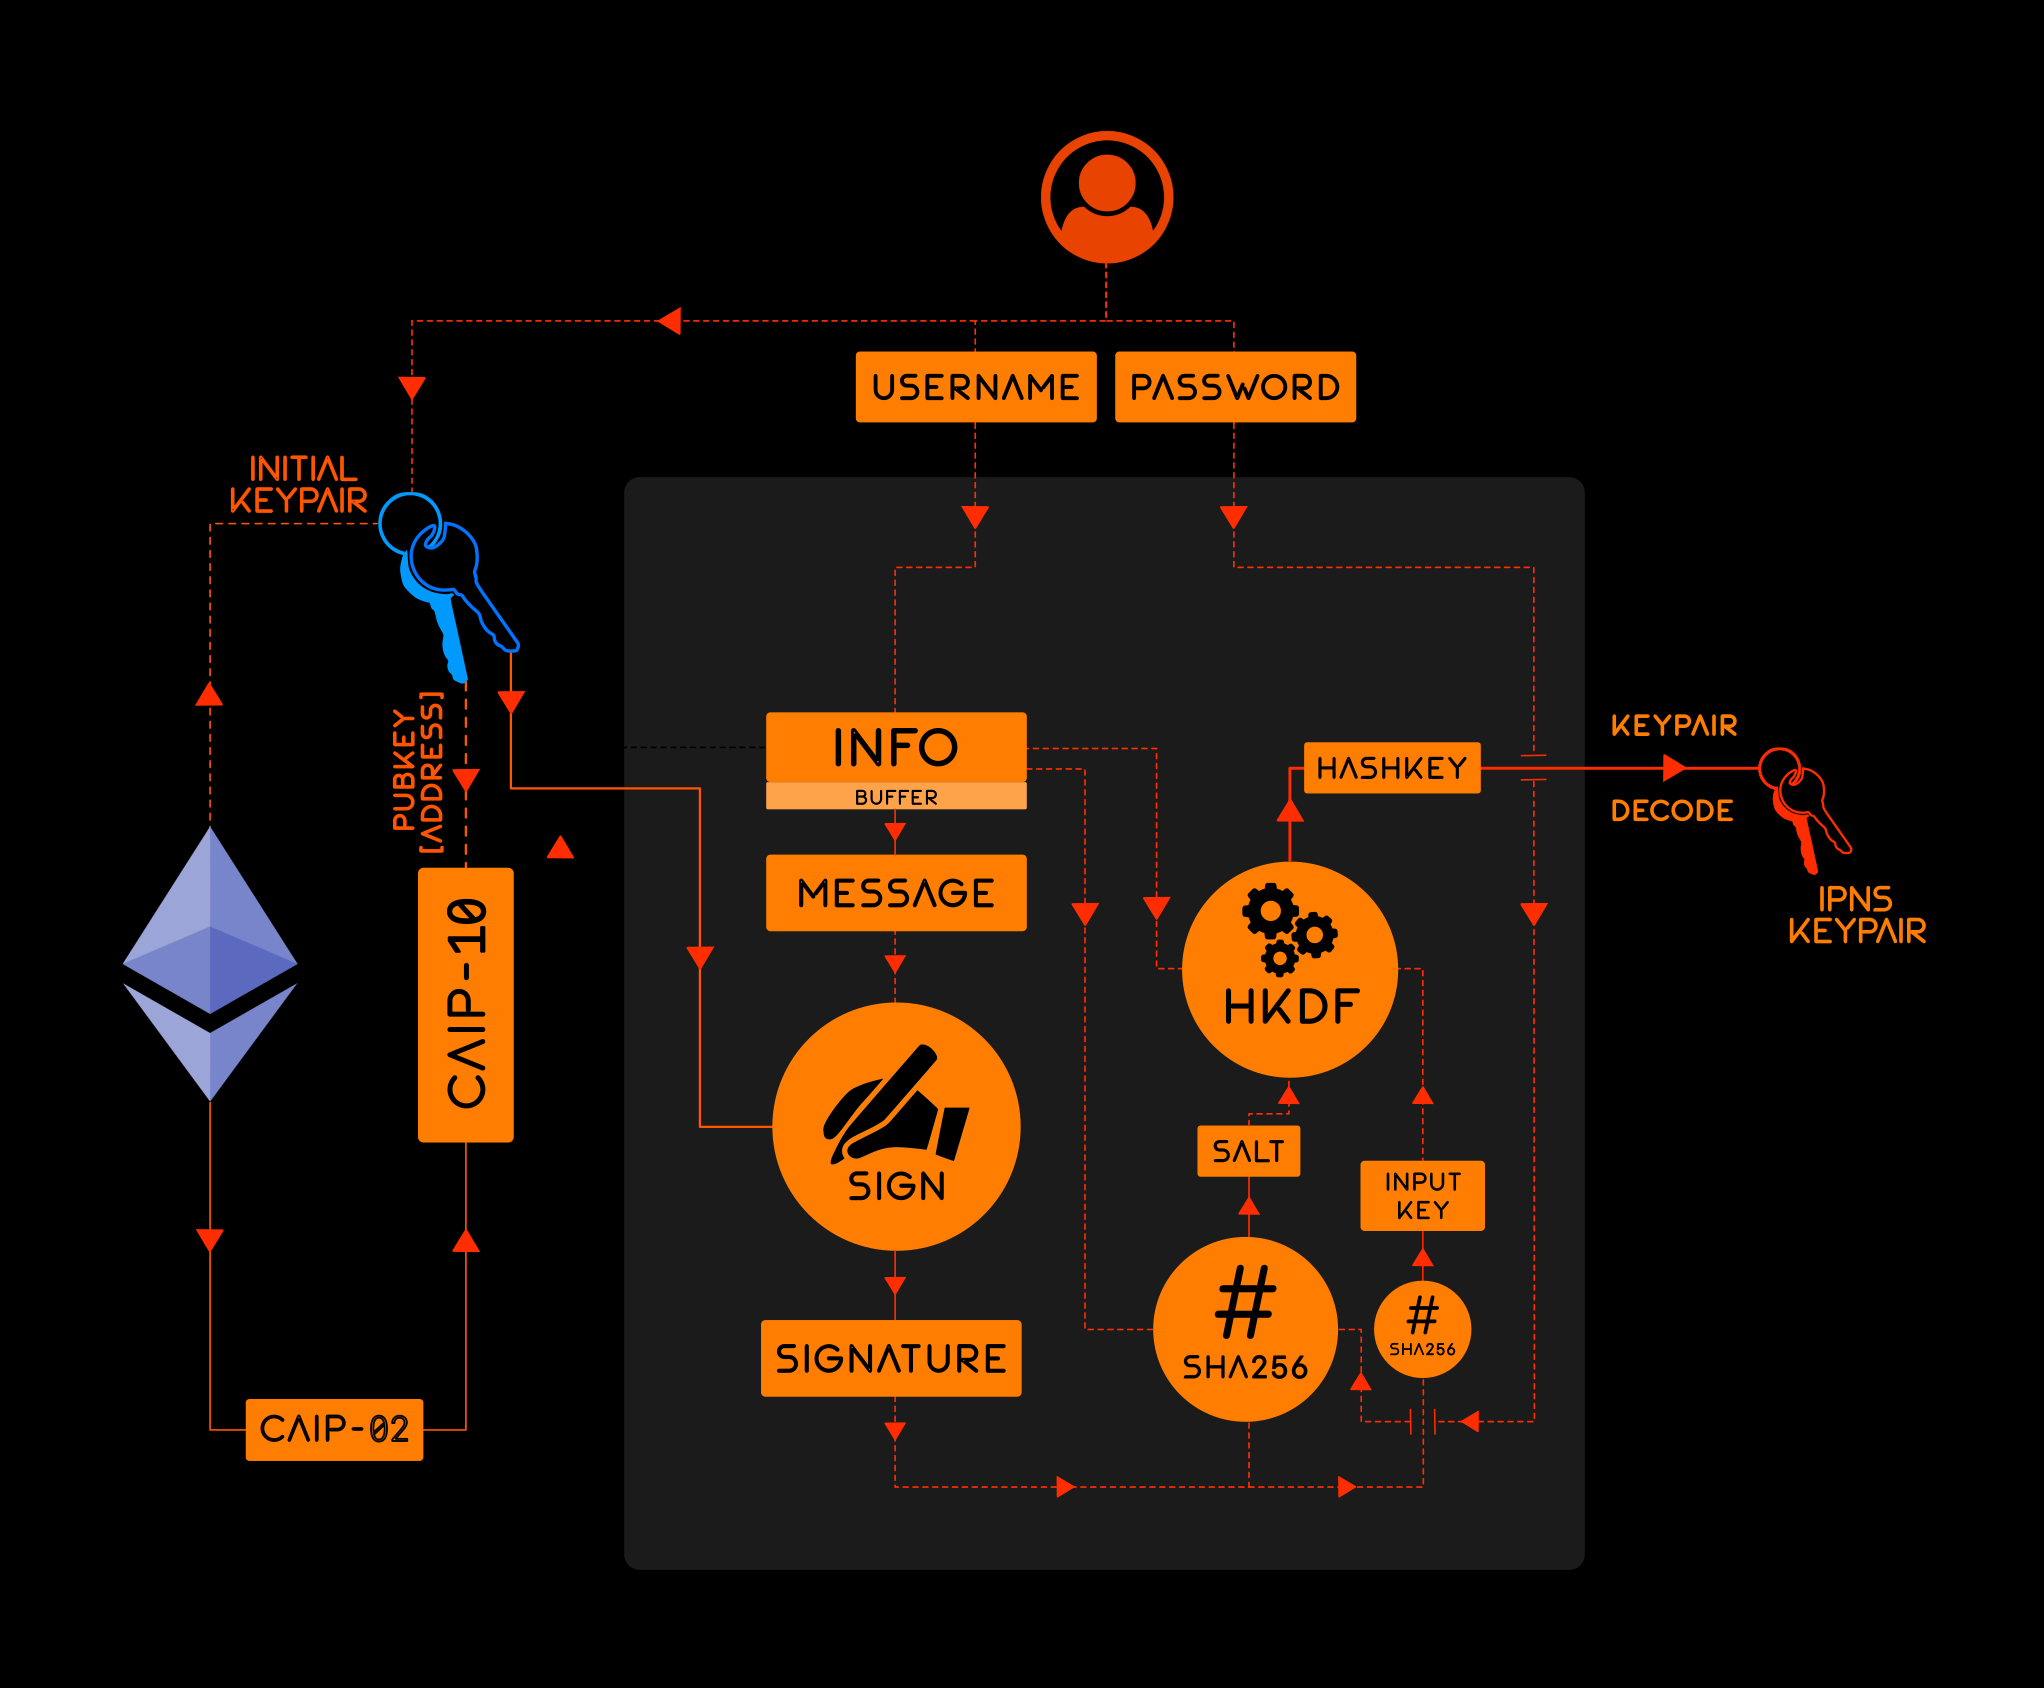 USERNAME
PASSWORD
INITIAL
KEYPAIR
PUBKEY
[ADDRESS]
CAIP-10
CAIP-02
INFO
BUFFER
MESSAGE
SIGN
SIGNATURE
HASHKEY
HKDF
SALT
INPUT
KEY
#
SHA256
#
SHA256
KEYPAIR
DECODE
IPNS
KEYPAIR